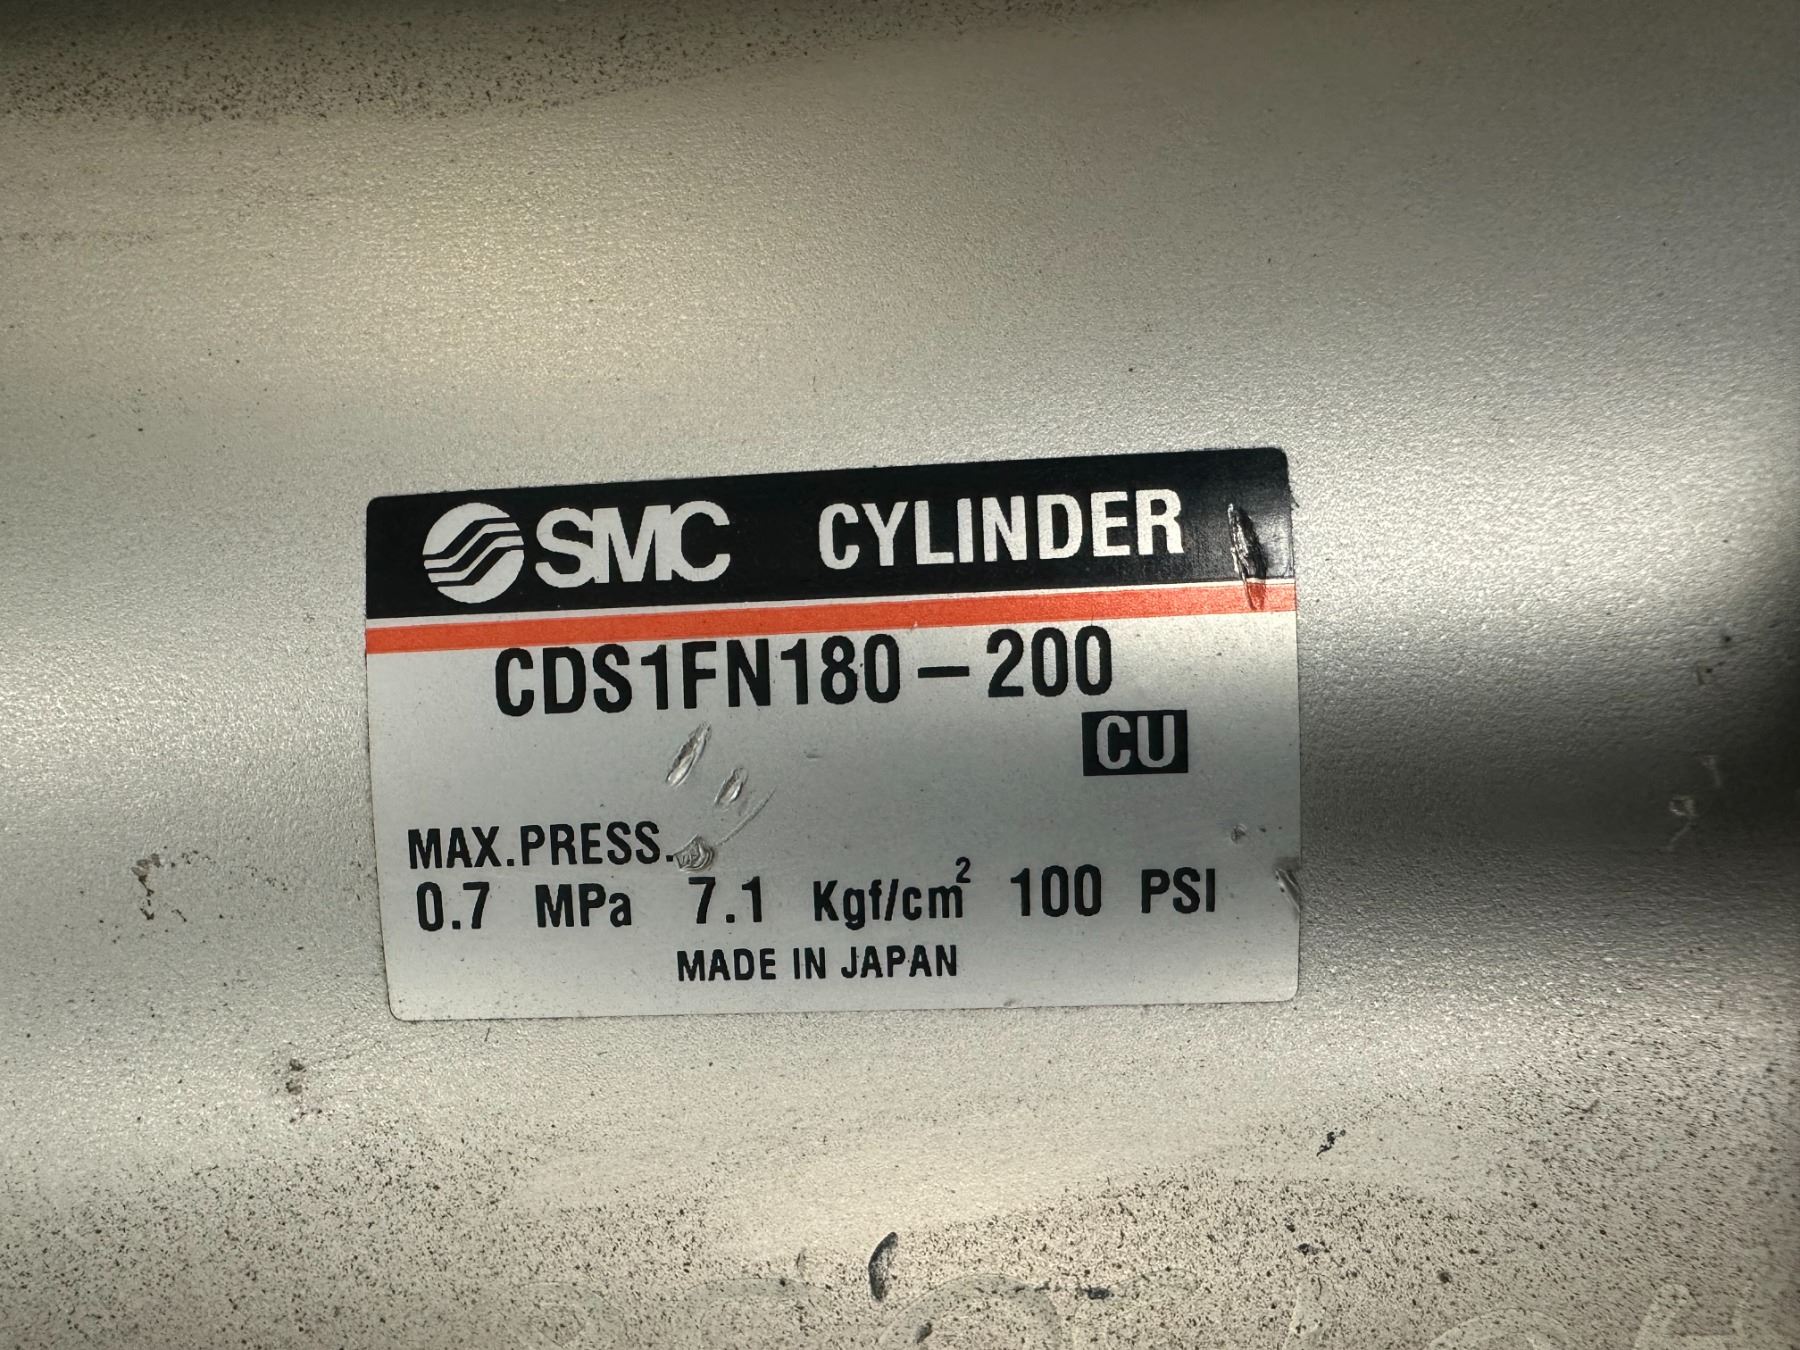 SMC CYLINDER
CDS1FN180-200
CU
MAX.PRESS.
0.7 MPa 7.1 Kgf/cm² 100 PSI
MADE IN JAPAN